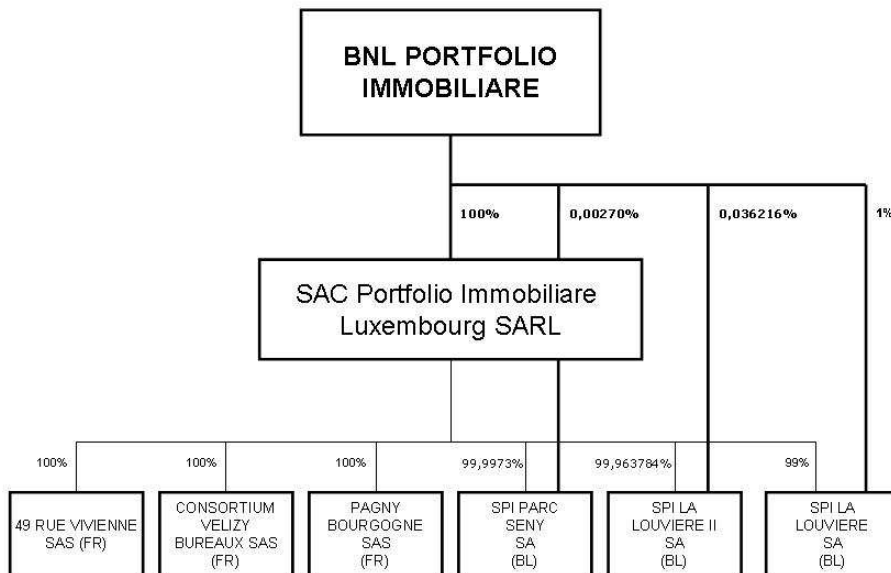 BNL PORTFOLIO
IMMOBILIARE
100%
0,00270%
0,036216%
1%
SAC Portfolio Immobiliare
Luxembourg SARL
100%
100%
100%
99,9973%
99,963784%
99%
49 RUE VIVIENNE
SAS (FR)
CONSORTIUM
VELIZY
BUREAUX SAS
(FR)
PAGNY
BOURGOGNE
SAS
(FR)
SPI PARC
SENY
SA
(BL)
SPI LA
LOUVIERE II
SA
(BL)
SPI LA
LOUVIERE
SA
(BL)